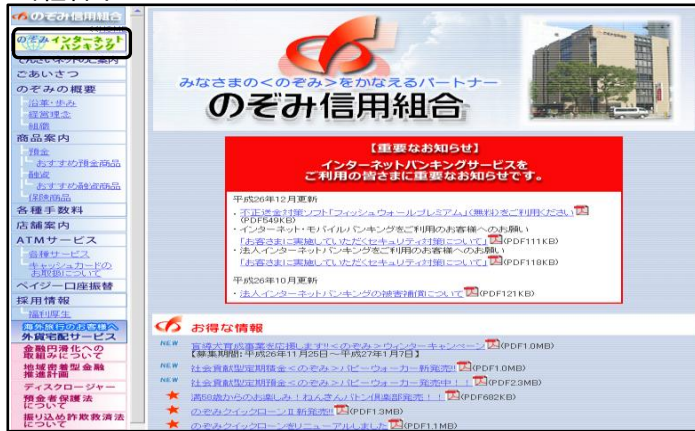 のぞみ信用組合
のぞみインターネット
バンキング
でんさいネットのご案内
ごあいさつ
のぞみの概要
沿革・歩み
経営理念
組織
商品案内
預金
おすすめ預金商品
融資
おすすめ融資商品
保険商品
各種手数料
店舗案内
ATMサービス
各種サービス
キャッシュカードの
お取扱について
ペイジー口座振替
採用情報
福利厚生
海外旅行のお客様へ
外貨宅配サービス
金融円滑化への
取組みについて
地域密着型金融
推進計画
ディスクロージャー
預金者保護法
について
振り込め詐欺救済法
について
みなさまの<のぞみ>をかなえるパートナー
のぞみ信用組合
【重要なお知らせ】
インターネットバンキングサービスを
ご利用の皆さまに重要なお知らせです。
平成26年12月更新
・不正送金対策ソフト「フィッシュウォールプレミアム」(無料)をご利用ください
(PDF549KB)
・インターネット・モバイルバンキングをご利用のお客様へのお願い
「お客さまに実施していただくセキュリティ対策について」(PDF111KB)
・法人インターネットバンキングをご利用のお客様へのお願い
「お客さまに実施していただくセキュリティ対策について」(PDF118KB)
平成26年10月更新
・法人インターネットバンキングの被害補償について(PDF121KB)
お得な情報
NEW 盲導犬育成事業を応援します!!<のぞみ>ウィンターキャンペーン(PDF1.0MB)
【募集期間:平成26年11月25日～平成27年1月7日】
NEW 社会貢献型定期預金<のぞみ>パピーウォーカー新発売!!(PDF1.0MB)
NEW 社会貢献型定期積金<のぞみ>パピーウォーカー発売中!!(PDF2.3MB)
★ 満50歳からのお楽しみ!ねんきんバトン倶楽部発売!!(PDF682KB)
★ のぞみクイックローンⅡ新発売!!(PDF1.3MB)
★ のぞみクイックローンをリニューアルしました(PDF1.1MB)